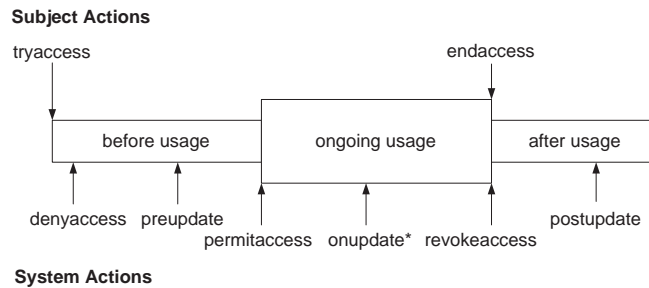 Subject Actions
tryaccess
endaccess
before usage
ongoing usage
after usage
denyaccess
preupdate
postupdate
permitaccess
onupdate*
revokeaccess
System Actions